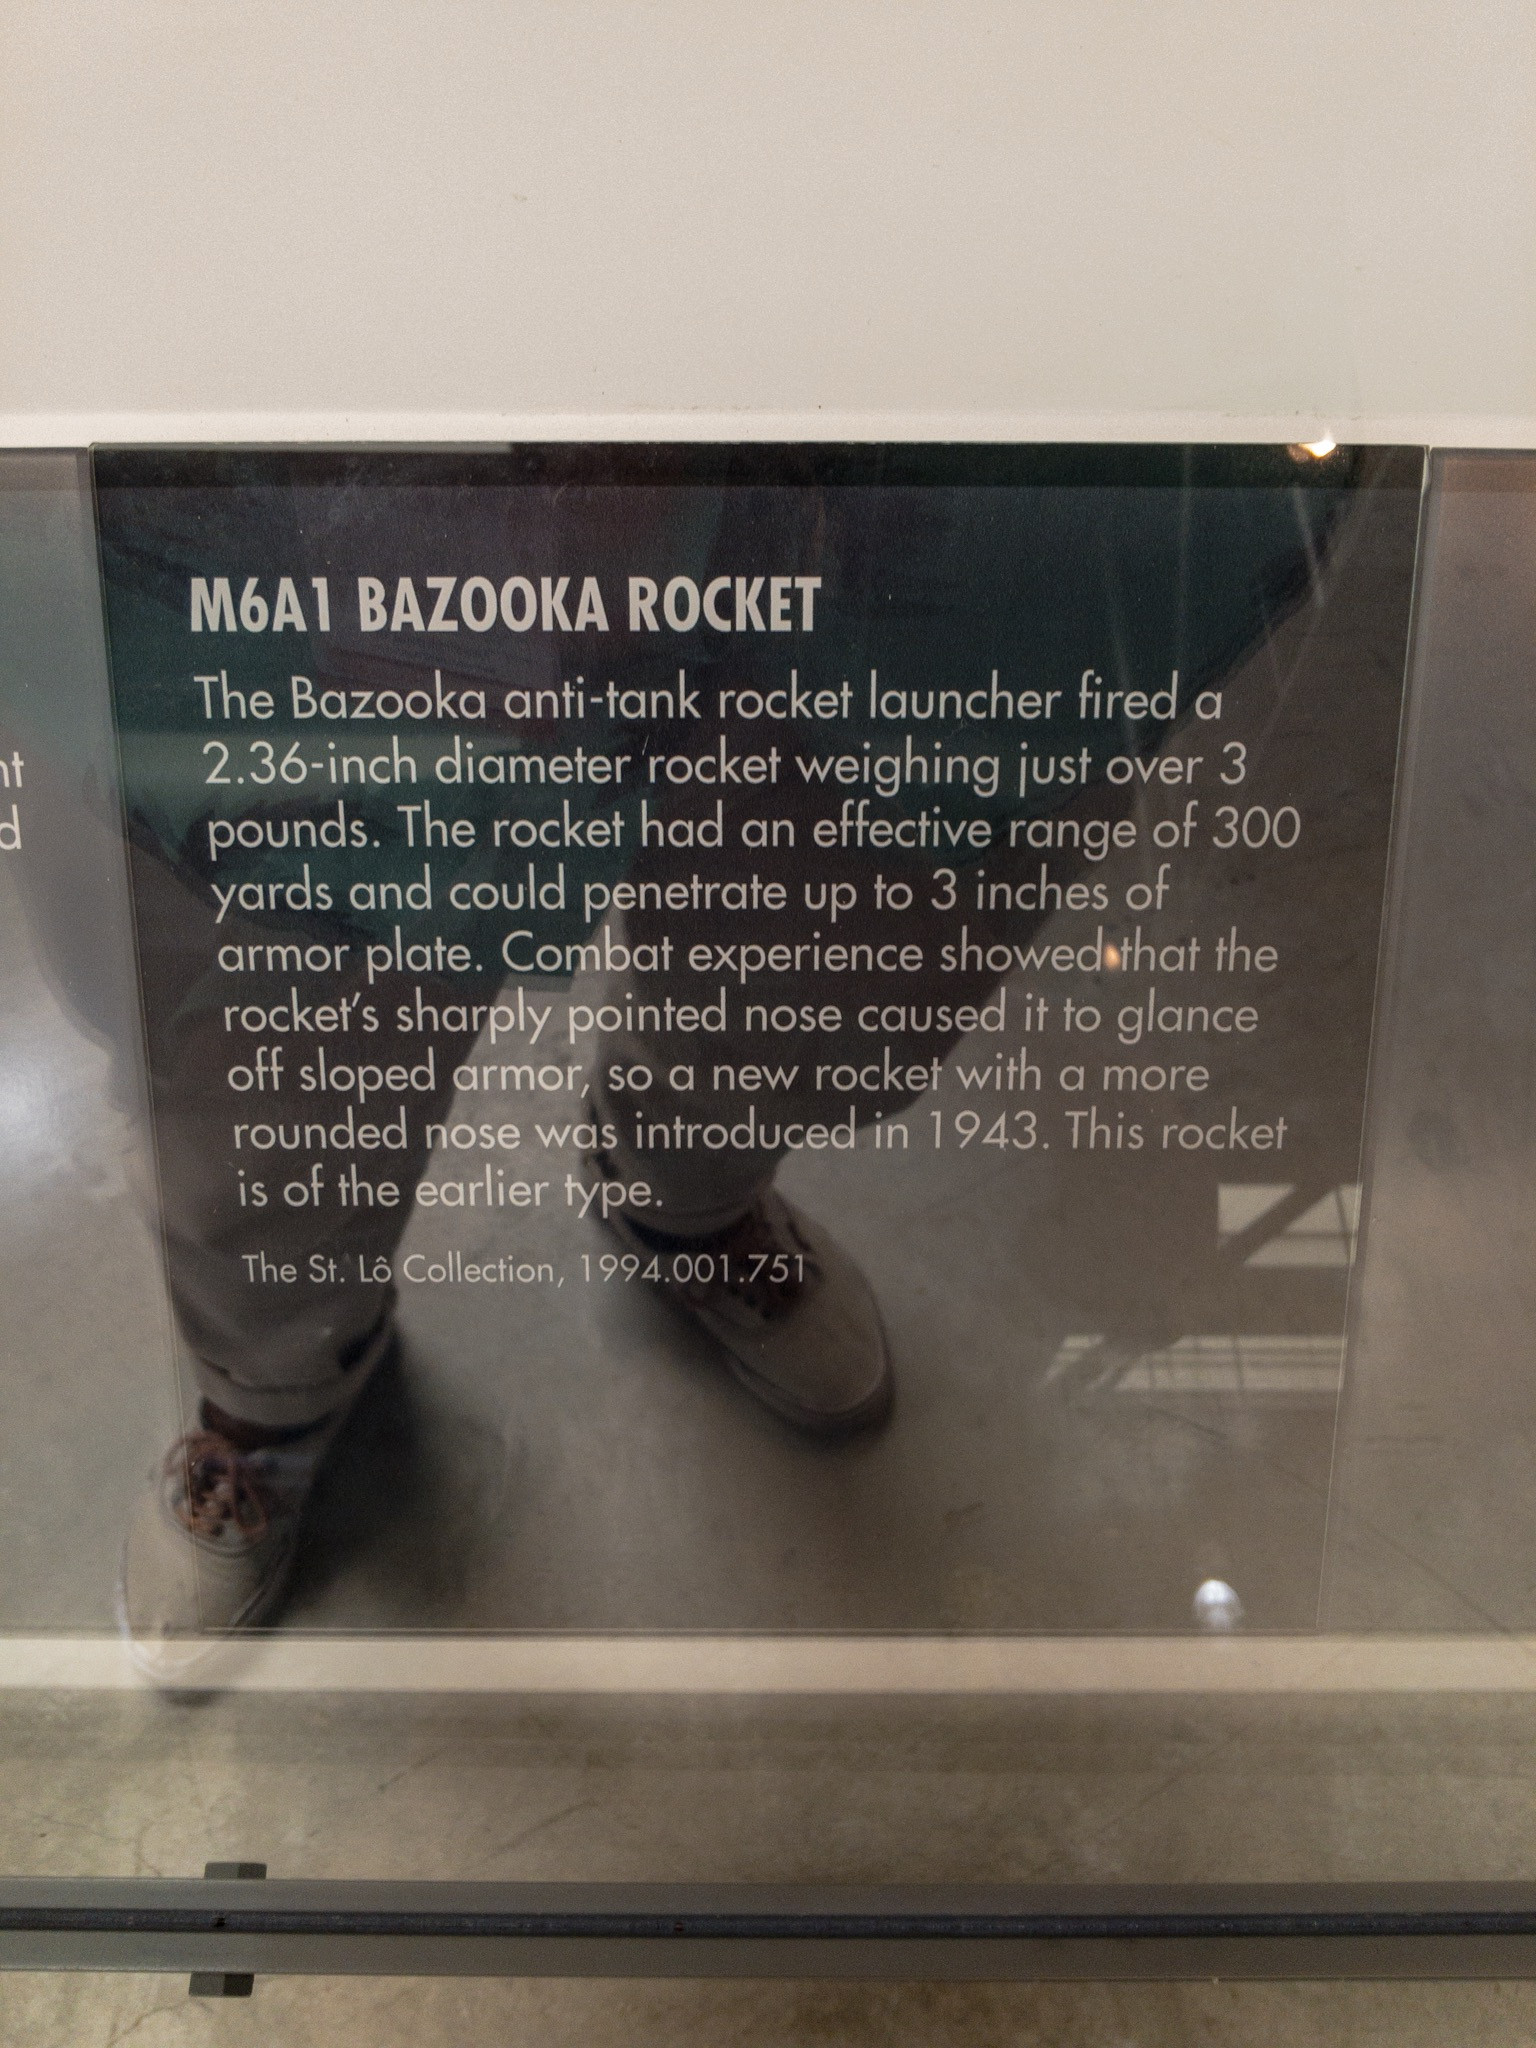 M6A1 BAZOOKA ROCKET
The Bazooka anti-tank rocket launcher fired a
2.36-inch diameter rocket weighing just over 3
pounds. The rocket had an effective range of 300
yards and could penetrate up to 3 inches of
armor plate. Combat experience showed that the
rocket's sharply pointed nose caused it to glance
off sloped armor, so a new rocket with a more
rounded nose was introduced in 1943. This rocket
is of the earlier type.
The St. Lô Collection, 1994.001.751